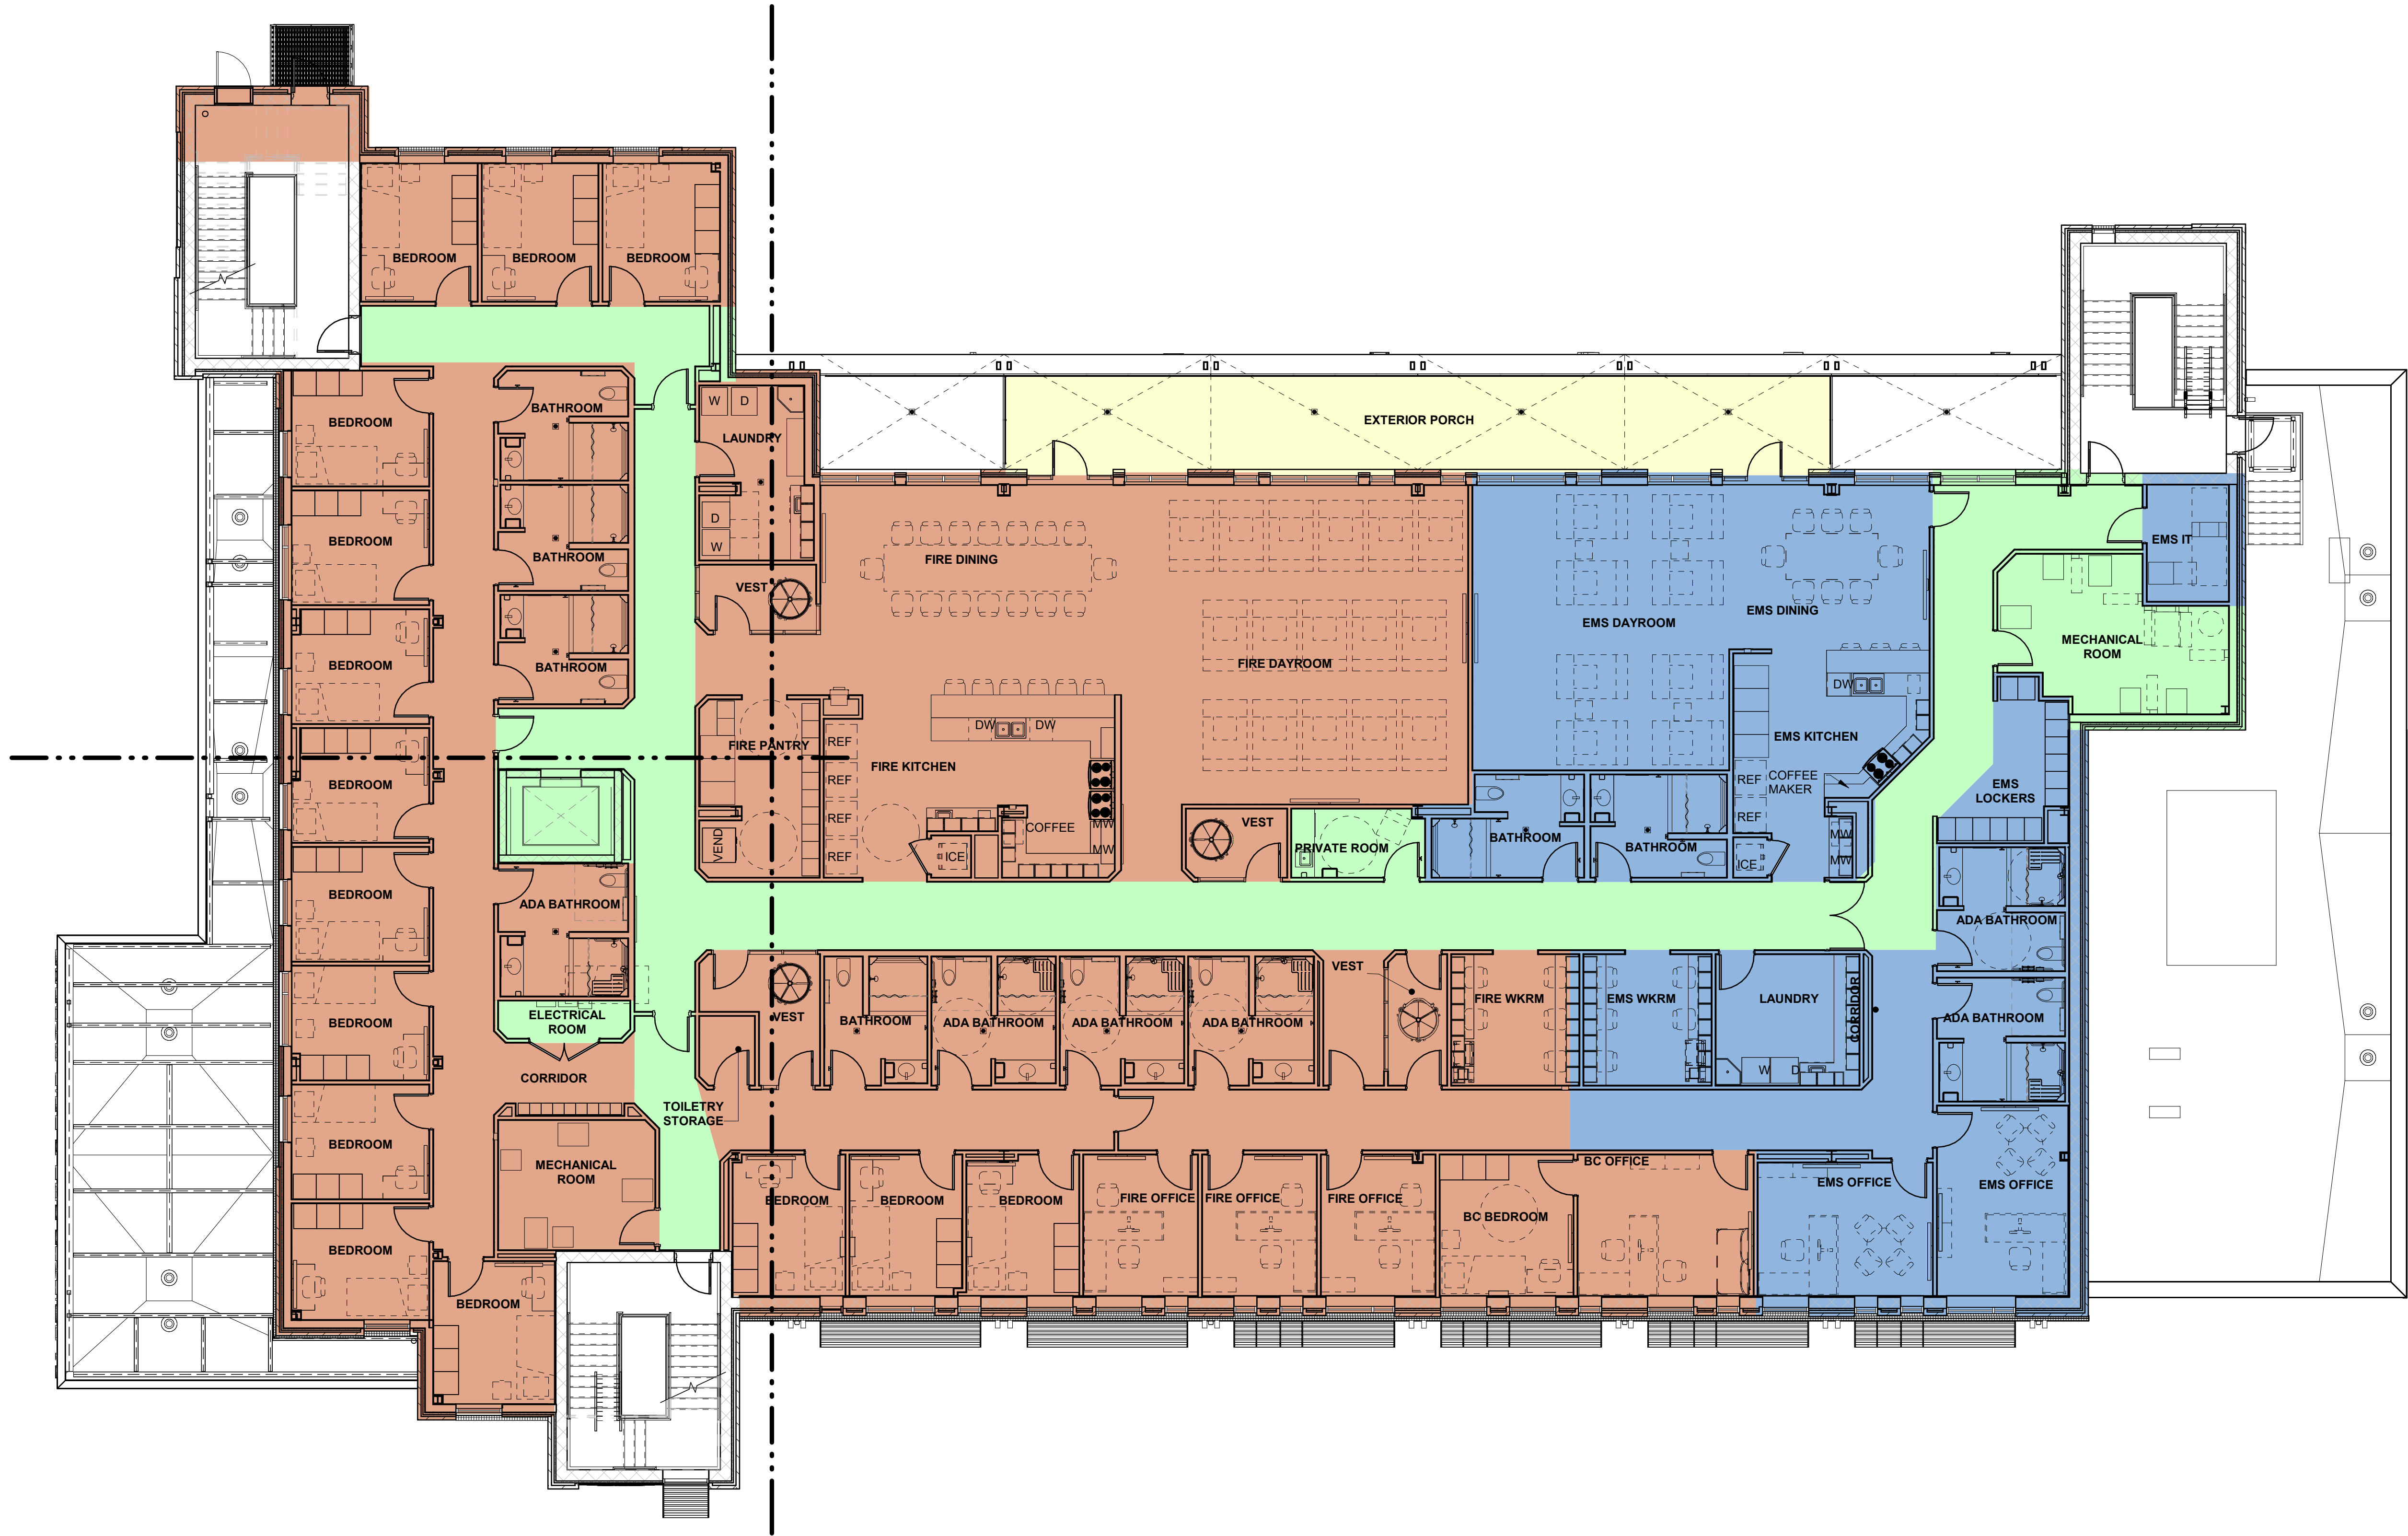 BEDROOM
BEDROOM
BEDROOM
BATHROOM
W
D
LAUNDRY
EXTERIOR PORCH
BEDROOM
BEDROOM
BATHROOM
D
W
VEST
FIRE DINING
EMS IT
EMS DAYROOM
EMS DINING
MECHANICAL
ROOM
BEDROOM
BATHROOM
FIRE DAYROOM
DW
DW
DW
FIRE PANTRY
REF
FIRE KITCHEN
EMS KITCHEN
REF
REF
COFFEE
MAKER
BEDROOM
EMS
LOCKERS
REF
REF
COFFEE
MW
VEST
REF
VEND
ICE
MW
PRIVATE ROOM
BATHROOM
BATHROOM
ICE
MW
MW
BEDROOM
ADA BATHROOM
ADA BATHROOM
VEST
FIRE WKRM
EMS WKRM
LAUNDRY
CORRIDOR
BEDROOM
ELECTRICAL
ROOM
VEST
BATHROOM
ADA BATHROOM
ADA BATHROOM
ADA BATHROOM
ADA BATHROOM
W
D
CORRIDOR
TOILETRY
STORAGE
BEDROOM
MECHANICAL
ROOM
BC OFFICE
EMS OFFICE
EMS OFFICE
BEDROOM
BEDROOM
BEDROOM
FIRE OFFICE
FIRE OFFICE
FIRE OFFICE
BC BEDROOM
BEDROOM
BEDROOM